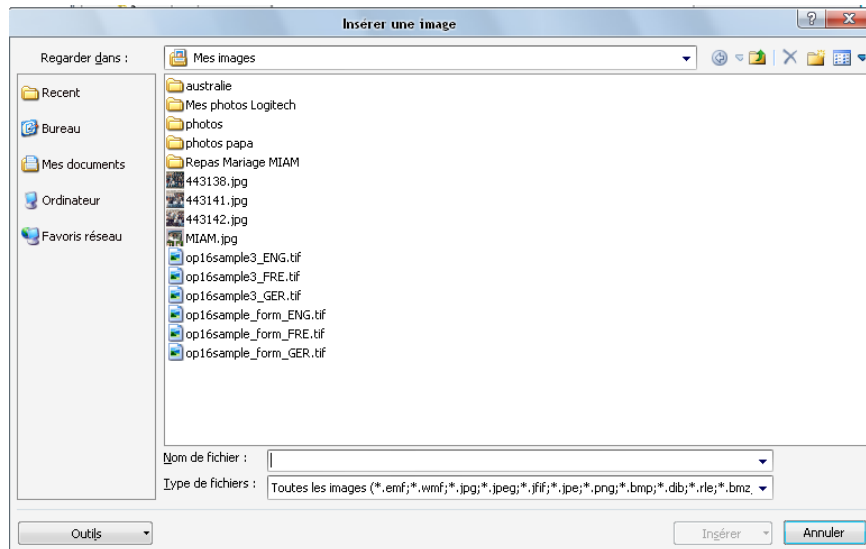 Insérer une image
Regarder dans :
Mes images
Recent
Bureau
Mes documents
Ordinateur
Favoris réseau
australie
Mes photos Logitech
photos
photos papa
Repas Mariage MIAM
443138.jpg
443141.jpg
443142.jpg
MIAM.jpg
op16sample3_ENG.tif
op16sample3_FRE.tif
op16sample3_GER.tif
op16sample_form_ENG.tif
op16sample_form_FRE.tif
op16sample_form_GER.tif
Nom de fichier :
Type de fichiers :
Toutes les images (*.emf;*.wmf;*.jpg;*.jpeg;*.jfif;*.jpe;*.png;*.bmp;*.dib;*.rle;*.bmz
Outils
Insérer
Annuler